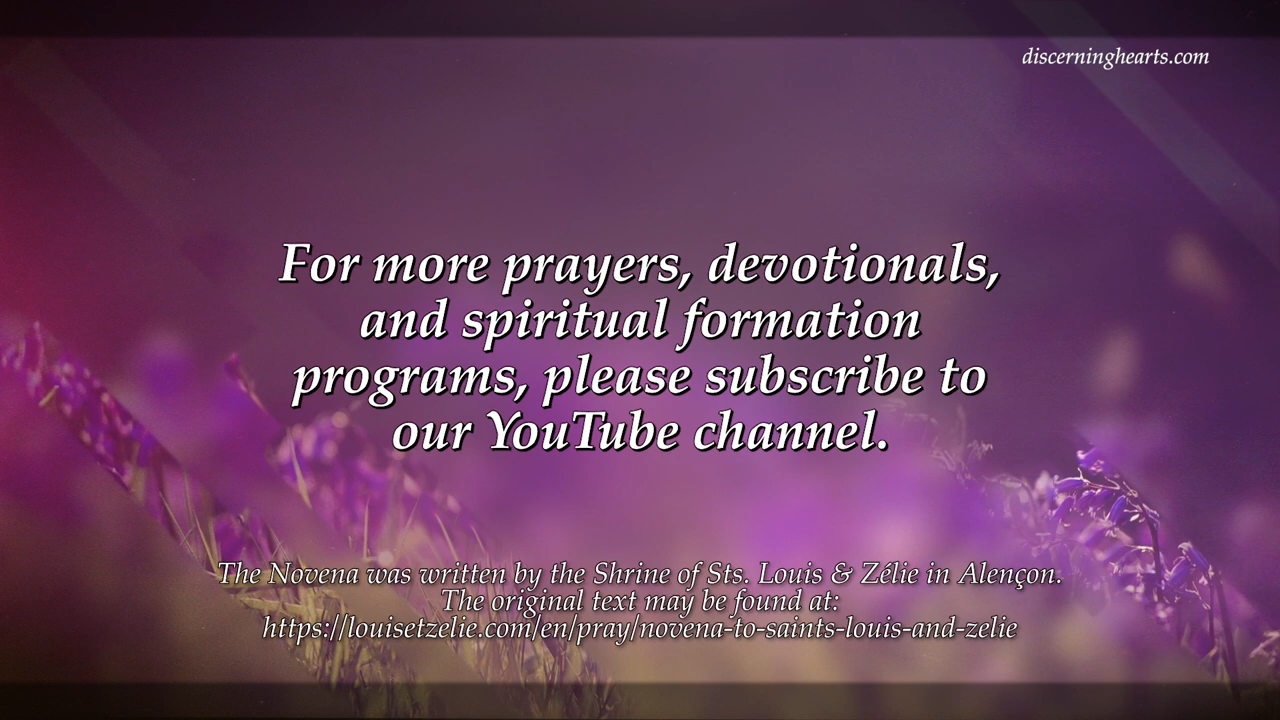 discerninghearts.com
For more prayers, devotionals,
and spiritual formation
programs, please subscribe to
our YouTube channel.
The Novena was written by the Shrine of Sts. Louis & Zélie in Alençon.
The original text may be found at:
https://louisetzelie.com/en/pray/novena-to-saints-louis-and-zelie